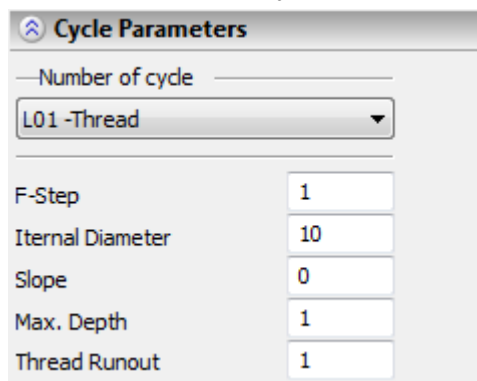 Cycle Parameters
Number of cycle
L01 -Thread
F-Step 1
Iternal Diameter 10
Slope 0
Max. Depth 1
Thread Runout 1